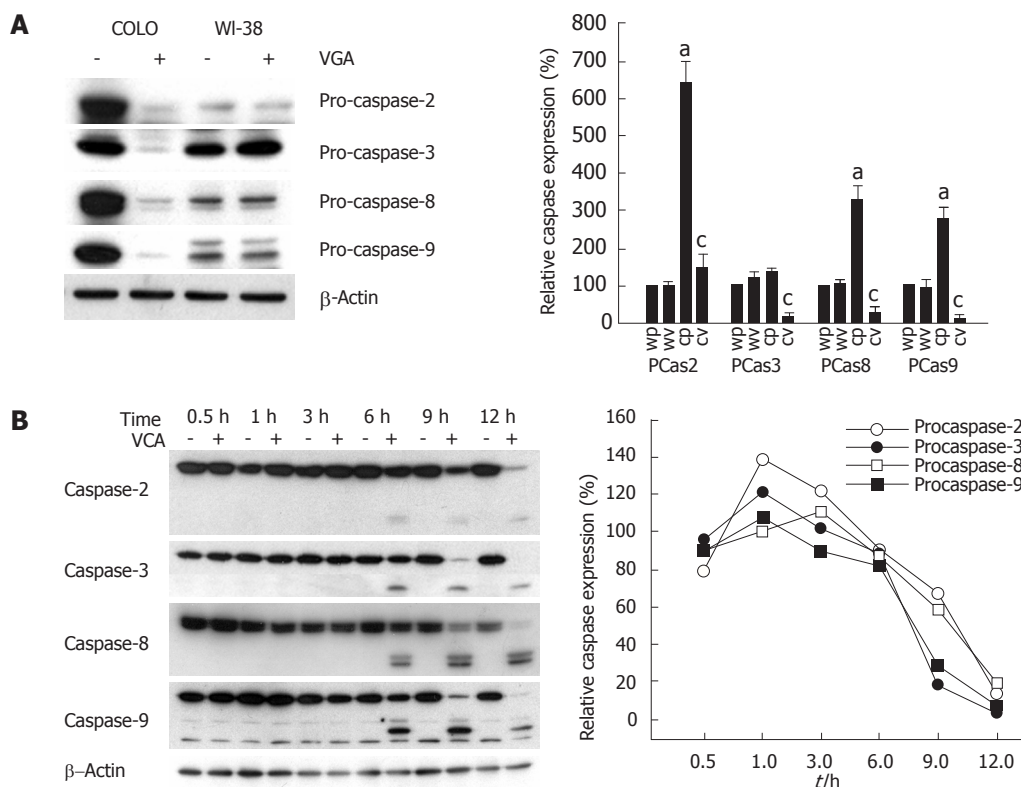 A
COLO WI-38
- + - + VGA
Pro-caspase-2
Pro-caspase-3
Pro-caspase-8
Pro-caspase-9
β-Actin
Relative caspase expression (%)
800
700
600
500
400
300
200
100
0
a
c
c
a
c
a
c
wp wv cp cv wp wv cp cv wp wv cp cv wp wv cp cv
PCas2 PCas3 PCas8 PCas9
B
Time 0.5 h 1 h 3 h 6 h 9 h 12 h
VCA - + - + - + - + - + - +
Caspase-2
Caspase-3
Caspase-8
Caspase-9
β-Actin
Relative caspase expression (%)
160
140
120
100
80
60
40
20
0
Procaspase-2
Procaspase-3
Procaspase-8
Procaspase-9
0.5 1.0 3.0 6.0 9.0 12.0
t/h